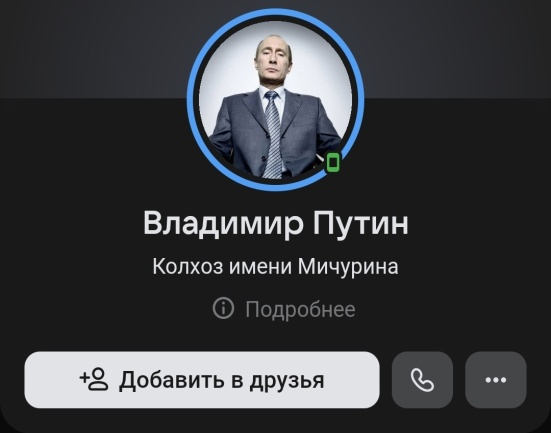 Владимир Путин
Колхоз имени Мичурина
Подробнее
Добавить в друзья